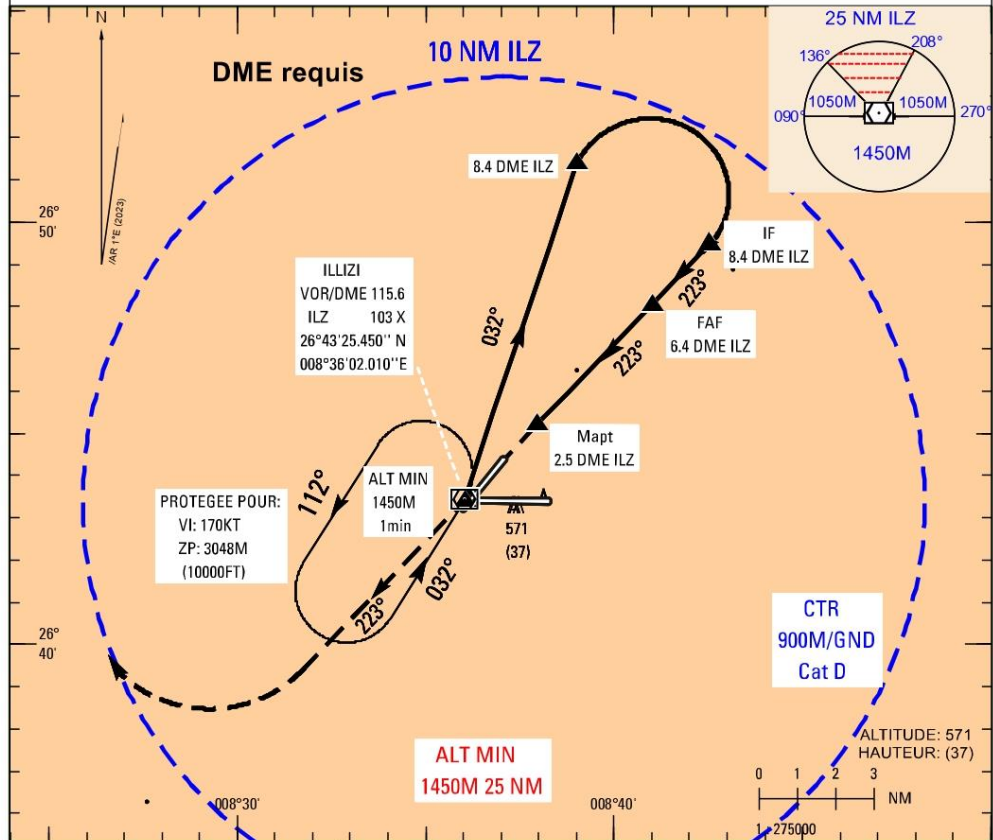 N
10 NM ILZ
DME requis
25 NM ILZ
136°
208°
1050M
1050M
090°
270°
1450M
8.4 DME ILZ
26°
50'
/AR 1°E (2023)
IF
8.4 DME ILZ
223°
ILLIZI
VOR/DME 115.6
ILZ 103 X
26°43'25.450'' N
008°36'02.010''E
032°
FAF
6.4 DME ILZ
223°
Mapt
2.5 DME ILZ
112°
ALT MIN
1450M
1min
PROTEGEE POUR:
VI: 170KT
ZP: 3048M
(10000FT)
571
(37)
032°
223°
26°
40'
CTR
900M/GND
Cat D
ALT MIN
1450M 25 NM
ALTITUDE: 571
HAUTEUR: (37)
0 1 2 3
NM
008°30'
008°40'
1 275000